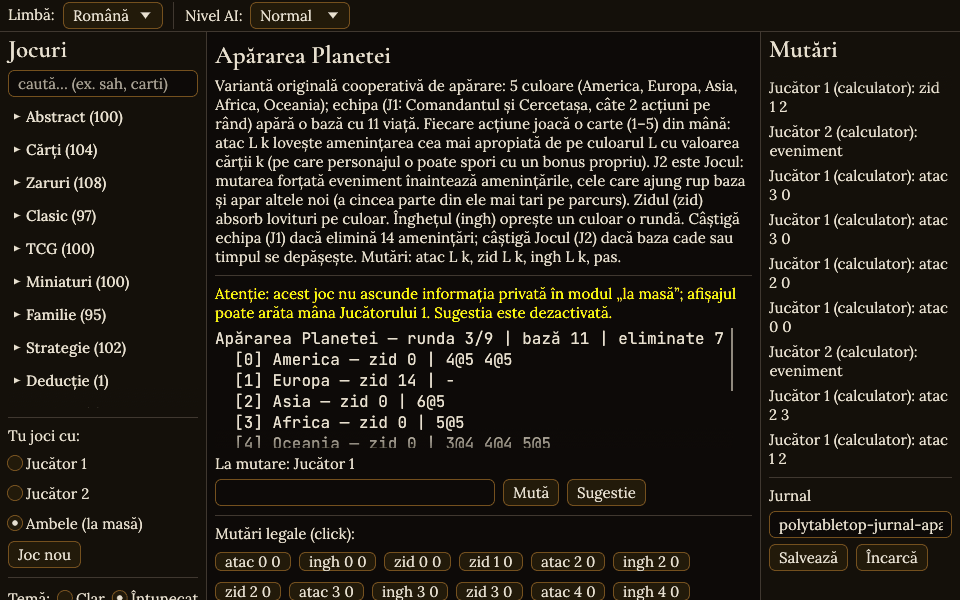 Limbă: Română ▼ Nivel AI: Normal ▼
Jocuri
caută... (ex. sah, carti)
▸ Abstract (100)
▸ Cărți (104)
▸ Zaruri (108)
▸ Clasic (97)
▸ TCG (100)
▸ Miniaturi (100)
▸ Familie (95)
▸ Strategie (102)
▸ Deducție (1)
Tu joci cu:
Jucător 1
Jucător 2
Ambele (la masă)
Joc nou
Temă: Clar Întunecat
Apărarea Planetei
Variantă originală cooperativă de apărare: 5 culoare (America, Europa, Asia,
Africa, Oceania); echipa (J1: Comandantul și Cercetașa, câte 2 acțiuni pe
rând) apără o bază cu 11 viață. Fiecare acțiune joacă o carte (1–5) din mână:
atac L k lovește amenințarea cea mai apropiată de pe culoarul L cu valoarea
cărții k (pe care personajul o poate spori cu un bonus propriu). J2 este Jocul:
mutarea forțată eveniment înaintează amenințările, cele care ajung rup baza
și apar altele noi (a cincea parte din ele mai tari pe parcurs). Zidul (zid)
absorb lovituri pe culoar. Înghețul (ingh) oprește un culoar o rundă. Câștigă
echipa (J1) dacă elimină 14 amenințări; câștigă Jocul (J2) dacă baza cade sau
timpul se depășește. Mutări: atac L k, zid L k, ingh L k, pas.
Atenție: acest joc nu ascunde informația privată în modul „la masă”; afișajul
poate arăta mâna Jucătorului 1. Sugestia este dezactivată.
Apărarea Planetei — runda 3/9 | bază 11 | eliminate 7
[0] America — zid 0 | 4@5 4@5
[1] Europa — zid 14 | -
[2] Asia — zid 0 | 6@5
[3] Africa — zid 0 | 5@5
[4] Oceania — zid 0 | 3@4 4@4 5@5
La mutare: Jucător 1
Mută Sugestie
Mutări legale (click):
atac 0 0 ingh 0 0 zid 0 0 zid 1 0 atac 2 0 ingh 2 0
zid 2 0 atac 3 0 ingh 3 0 zid 3 0 atac 4 0 ingh 4 0
Mutări
Jucător 1 (calculator): zid
1 2
Jucător 2 (calculator):
eveniment
Jucător 1 (calculator): atac
3 0
Jucător 1 (calculator): atac
3 0
Jucător 1 (calculator): atac
2 0
Jucător 1 (calculator): atac
0 0
Jucător 2 (calculator):
eveniment
Jucător 1 (calculator): atac
2 3
Jucător 1 (calculator): atac
1 2
Jurnal
polytabletop-jurnal-apa
Salvează Încarcă